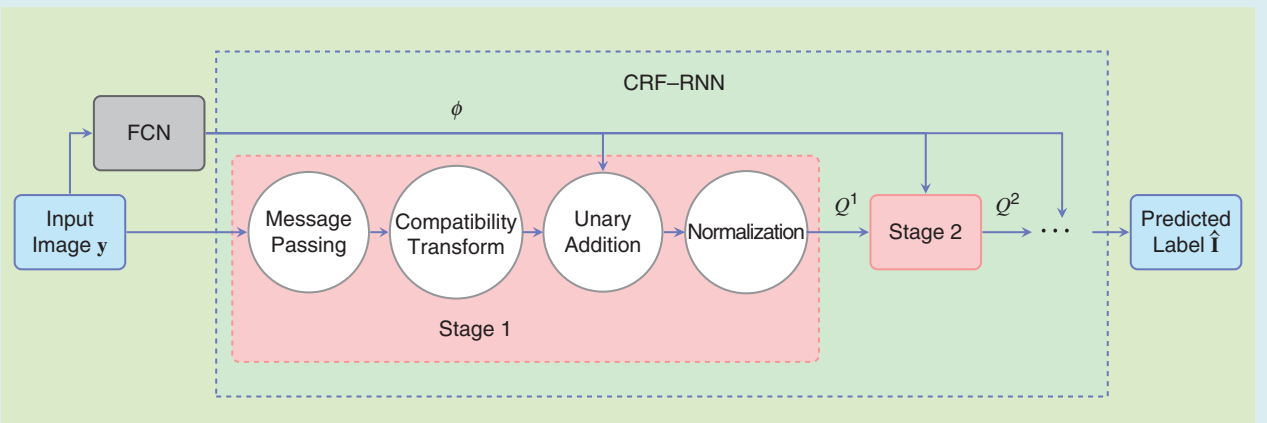 CRF–RNN
FCN
ϕ
Input
Image y
Message
Passing
Compatibility
Transform
Unary
Addition
Normalization
Stage 1
Q¹
Stage 2
Q²
...
Predicted
Label Î